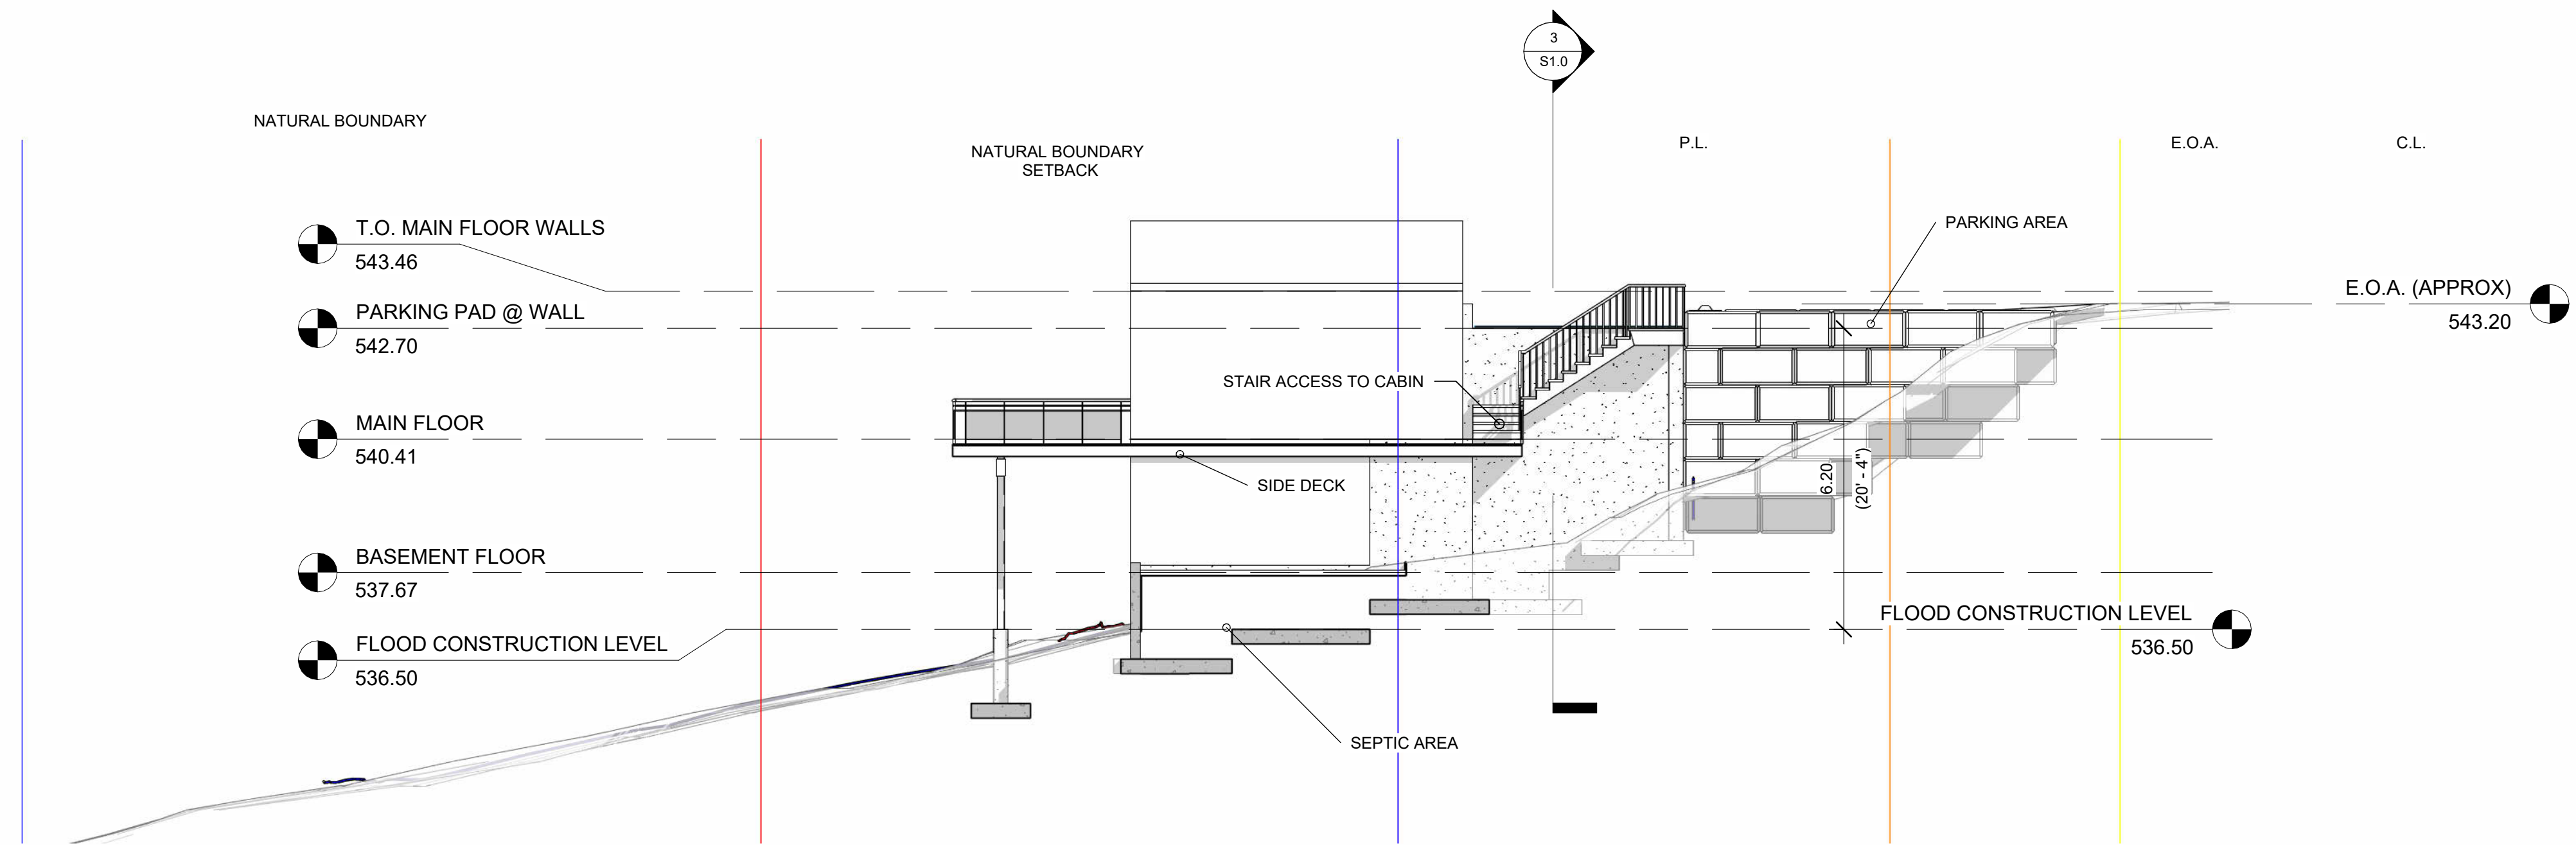 3
S1.0
NATURAL BOUNDARY
NATURAL BOUNDARY
SETBACK
P.L.
E.O.A.
C.L.
T.O. MAIN FLOOR WALLS
543.46
PARKING PAD @ WALL
542.70
MAIN FLOOR
540.41
BASEMENT FLOOR
537.67
FLOOD CONSTRUCTION LEVEL
536.50
PARKING AREA
STAIR ACCESS TO CABIN
SIDE DECK
SEPTIC AREA
6.20
(20' - 4")
E.O.A. (APPROX)
543.20
FLOOD CONSTRUCTION LEVEL
536.50